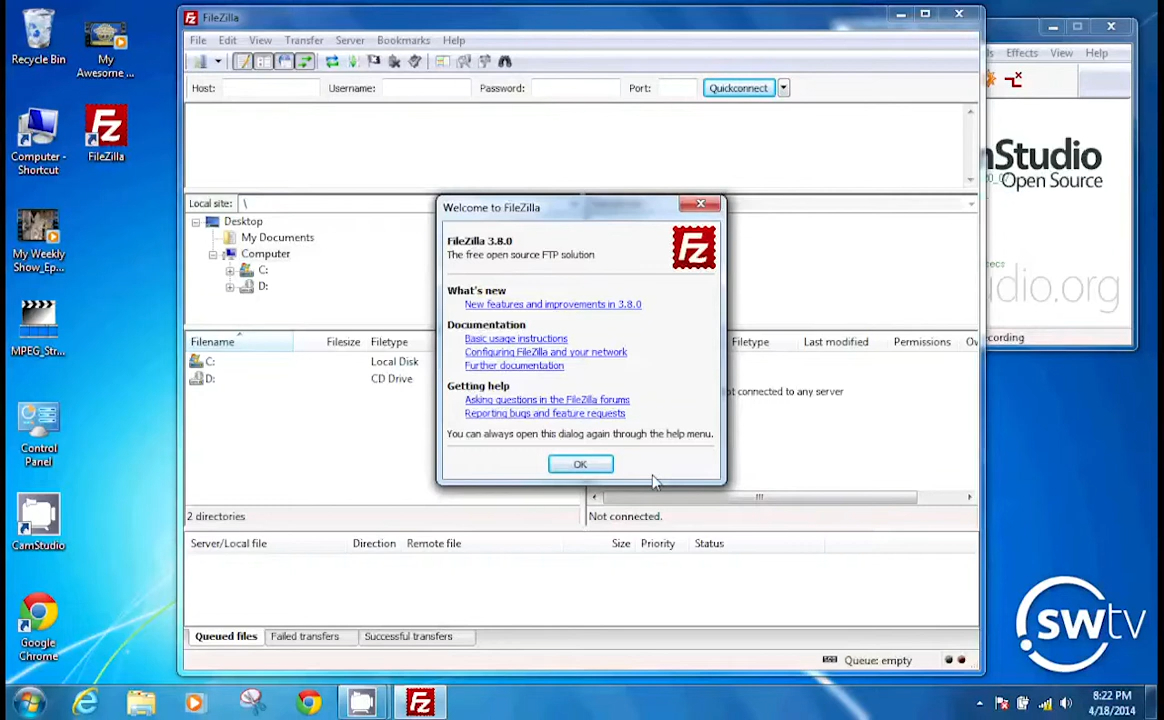 Recycle Bin
My
Awesome ...
Computer -
Shortcut
FileZilla
My Weekly
Show_Ep...
MPEG_Str...
Control
Panel
CamStudio
Google
Chrome
FileZilla
File Edit View Transfer Server Bookmarks Help
Host: Username: Password: Port: Quickconnect
Local site: \
Desktop
My Documents
Computer
C:
D:
Filename Filesize Filetype
C: Local Disk
D: CD Drive
2 directories
Welcome to FileZilla
FileZilla 3.8.0
The free open source FTP solution
Fz
What's new
New features and improvements in 3.8.0
Documentation
Basic usage instructions
Configuring FileZilla and your network
Further documentation
Getting help
Asking questions in the FileZilla forums
Reporting bugs and feature requests
You can always open this dialog again through the help menu.
OK
Filetype Last modified Permissions Ov
ot connected to any server
Not connected.
Server/Local file Direction Remote file Size Priority Status
Queued files Failed transfers Successful transfers
Queue: empty
s Effects View Help
nStudio
Open Source
secs
dio.org
cording
.swtv
8:22 PM
4/18/2014